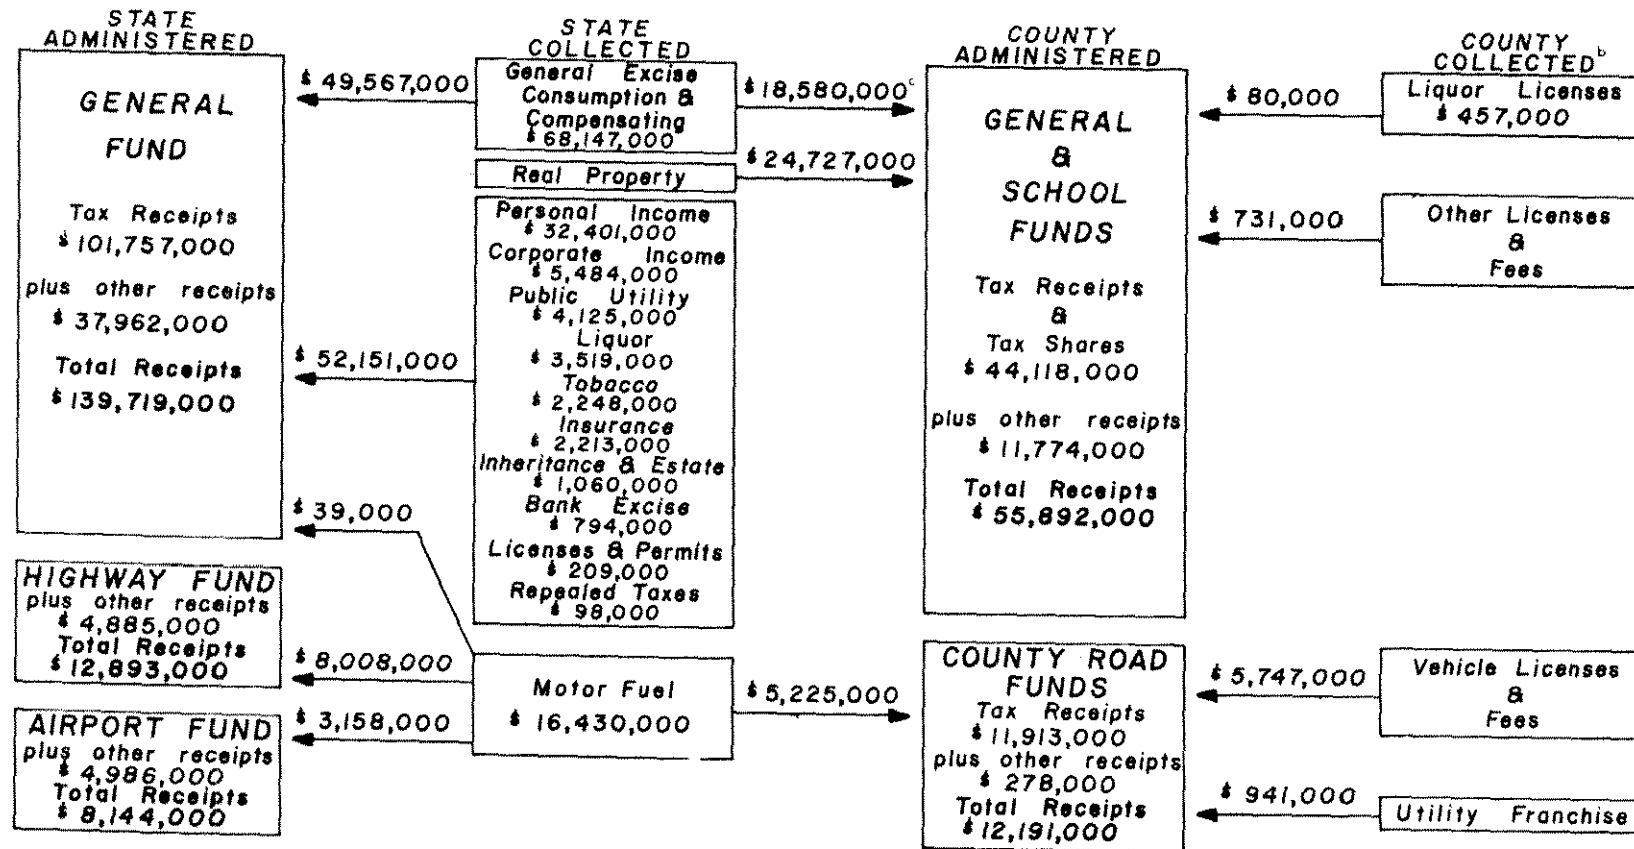 STATE
ADMINISTERED
GENERAL
FUND
Tax Receipts
$ 101,757,000
plus other receipts
$ 37,962,000
Total Receipts
$ 139,719,000
HIGHWAY FUND
plus other receipts
$ 4,885,000
Total Receipts
$ 12,893,000
AIRPORT FUND
plus other receipts
$ 4,986,000
Total Receipts
$ 8,144,000
$ 49,567,000
$ 52,151,000
$ 39,000
$ 8,008,000
$ 3,158,000
STATE
COLLECTED
General Excise
Consumption &
Compensating
$ 68,147,000
Real Property
Personal Income
$ 32,401,000
Corporate Income
$ 5,484,000
Public Utility
$ 4,125,000
Liquor
$ 3,519,000
Tobacco
$ 2,248,000
Insurance
$ 2,213,000
Inheritance & Estate
$ 1,060,000
Bank Excise
$ 794,000
Licenses & Permits
$ 209,000
Repealed Taxes
$ 98,000
Motor Fuel
$ 16,430,000
$ 18,580,000 c
$ 24,727,000
$ 5,225,000
COUNTY
ADMINISTERED
GENERAL
&
SCHOOL
FUNDS
Tax Receipts
&
Tax Shares
$ 44,118,000
plus other receipts
$ 11,774,000
Total Receipts
$ 55,892,000
COUNTY ROAD
FUNDS
Tax Receipts
$ 11,913,000
plus other receipts
$ 278,000
Total Receipts
$ 12,191,000
$ 80,000
$ 731,000
$ 5,747,000
$ 941,000
COUNTY
COLLECTED b
Liquor Licenses
$ 457,000
Other Licenses
&
Fees
Vehicle Licenses
&
Fees
Utility Franchise